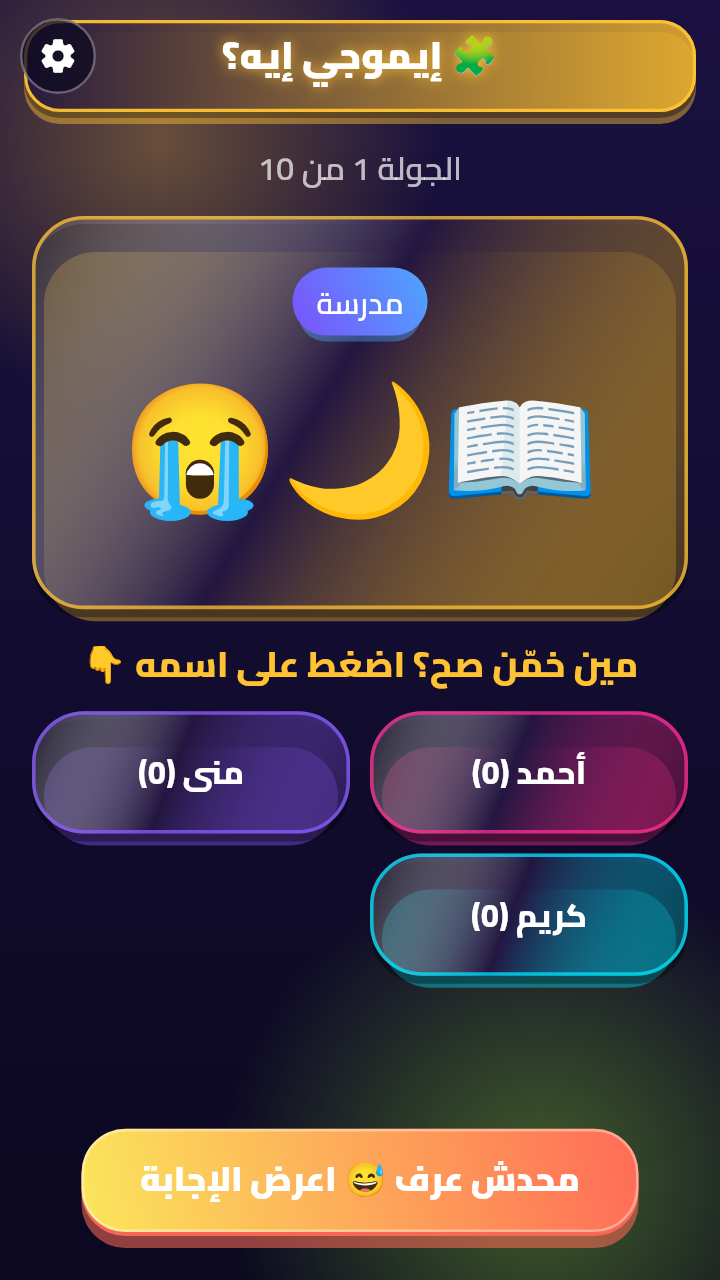 🧩 إيموجي إيه؟
الجولة 1 من 10
مدرسة
مين خمّن صح؟ اضغط على اسمه 👇
أحمد (0)
منى (0)
كريم (0)
محدش عرف 😅 اعرض الإجابة